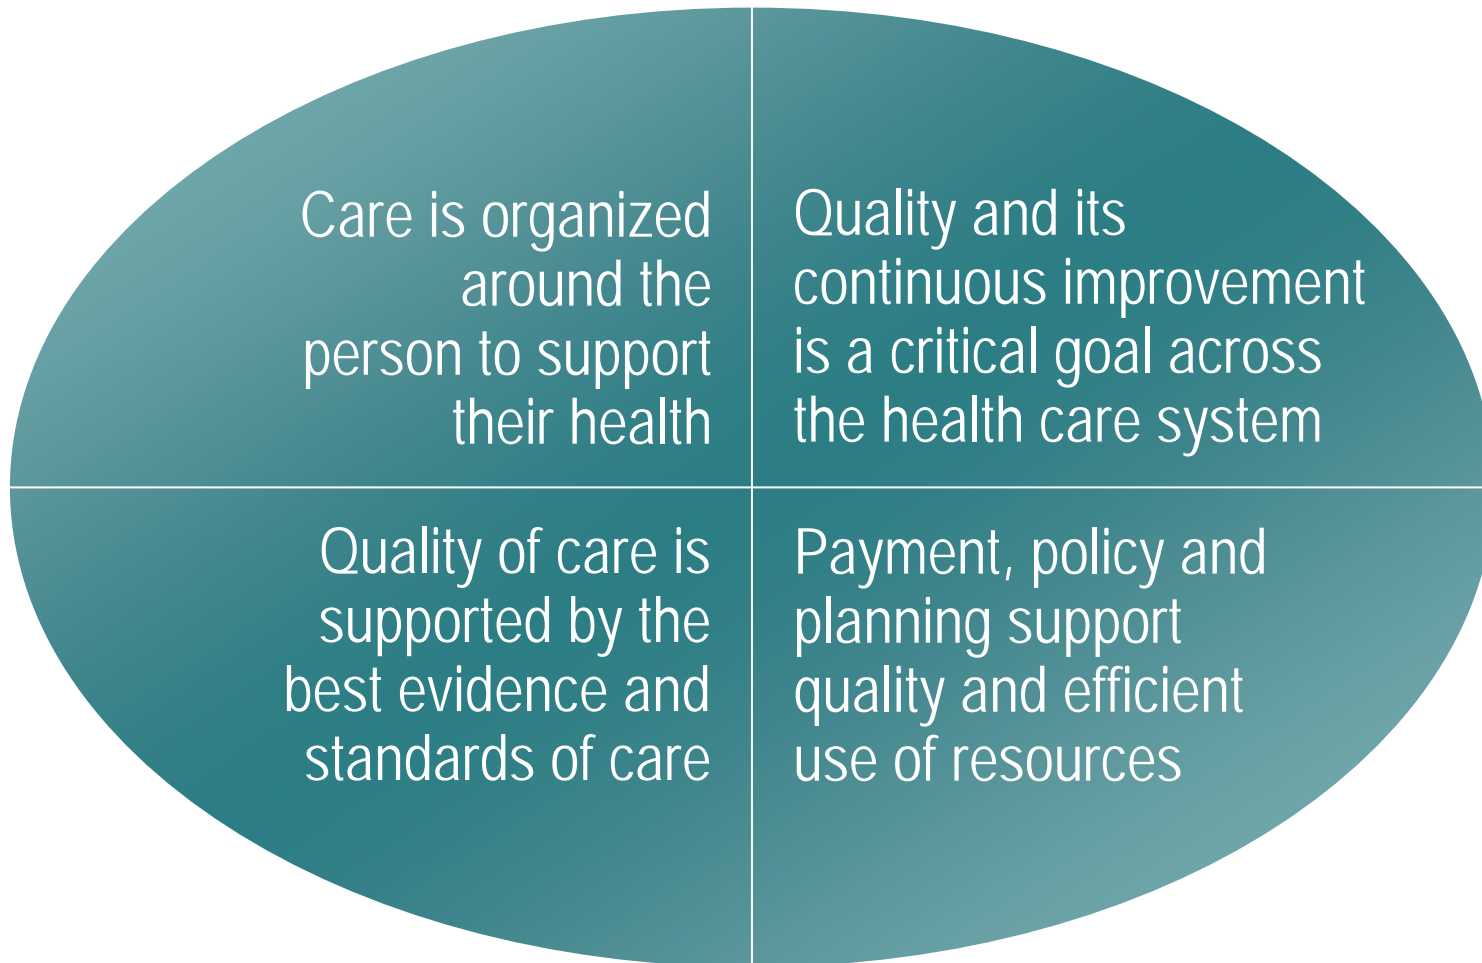 Care is organized
around the
person to support
their health
Quality and its
continuous improvement
is a critical goal across
the health care system
Quality of care is
supported by the
best evidence and
standards of care
Payment, policy and
planning support
quality and efficient
use of resources